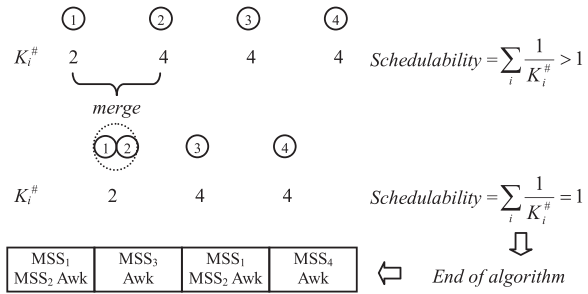 1 2 3 4
K_i^# 2 4 4 4 Schedulability = ∑_i 1/K_i^# > 1
merge
1 2 3 4
K_i^# 2 4 4 Schedulability = ∑_i 1/K_i^# = 1
MSS1 MSS3 MSS1 MSS4
MSS2 Awk Awk MSS2 Awk Awk
End of algorithm